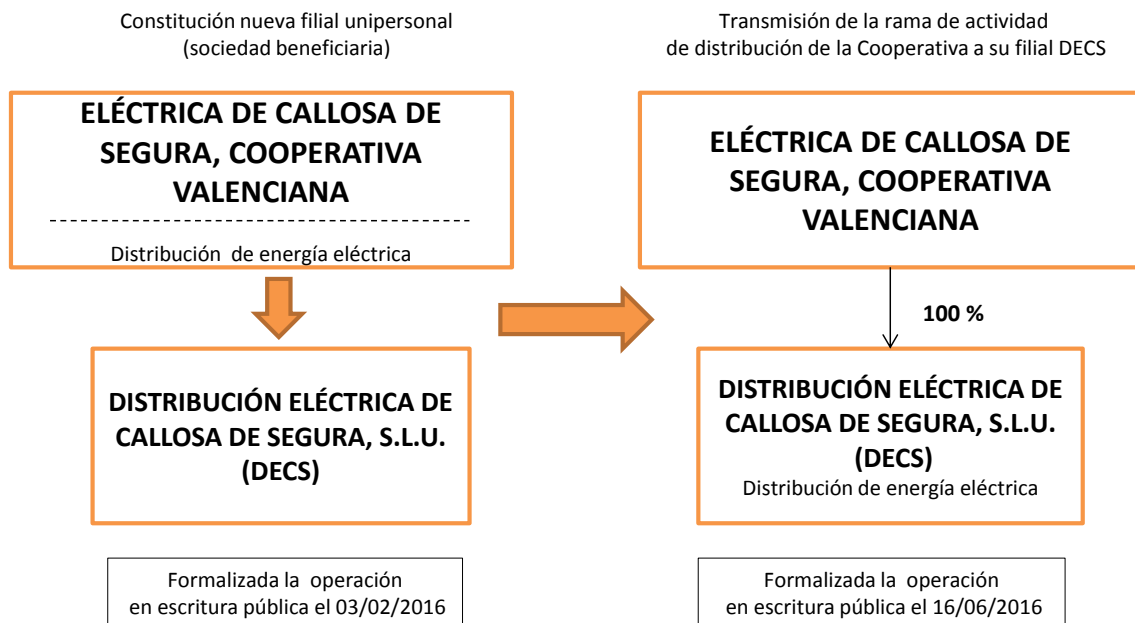 Constitución nueva filial unipersonal
(sociedad beneficiaria)
ELÉCTRICA DE CALLOSA DE
SEGURA, COOPERATIVA
VALENCIANA
Distribución de energía eléctrica
DISTRIBUCIÓN ELÉCTRICA DE
CALLOSA DE SEGURA, S.L.U.
(DECS)
Formalizada la operación
en escritura pública el 03/02/2016
Transmisión de la rama de actividad
de distribución de la Cooperativa a su filial DECS
ELÉCTRICA DE CALLOSA DE
SEGURA, COOPERATIVA
VALENCIANA
100 %
DISTRIBUCIÓN ELÉCTRICA DE
CALLOSA DE SEGURA, S.L.U.
(DECS)
Distribución de energía eléctrica
Formalizada la operación
en escritura pública el 16/06/2016